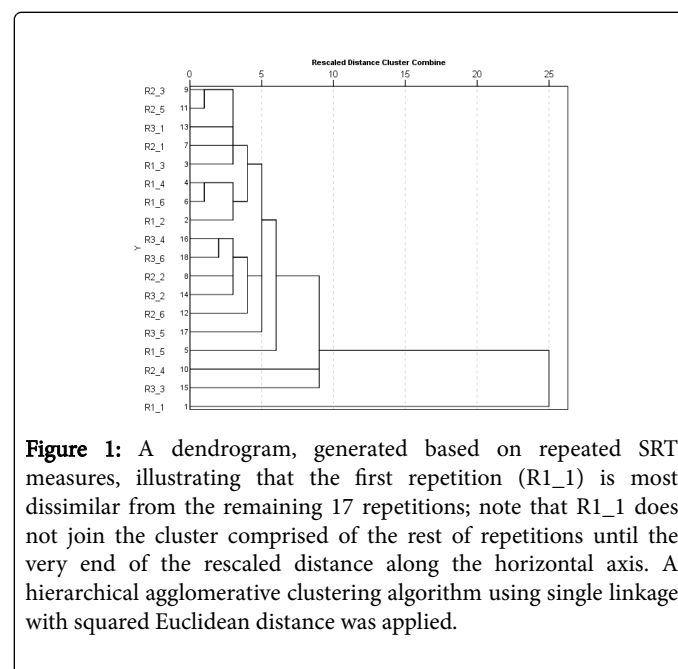 Rescaled Distance Cluster Combine
0 5 10 15 20 25
R2_3 9
R2_5 11
R3_1 13
R2_1 7
R1_3 3
R1_4 4
R1_6 6
R1_2 2
R3_4 16
Y
R3_6 18
R2_2 8
R3_2 14
R2_6 12
R3_5 17
R1_5 5
R2_4 10
R3_3 15
R1_1 1
Figure 1: A dendrogram, generated based on repeated SRT
measures, illustrating that the first repetition (R1_1) is most
dissimilar from the remaining 17 repetitions; note that R1_1 does
not join the cluster comprised of the rest of repetitions until the
very end of the rescaled distance along the horizontal axis. A
hierarchical agglomerative clustering algorithm using single linkage
with squared Euclidean distance was applied.